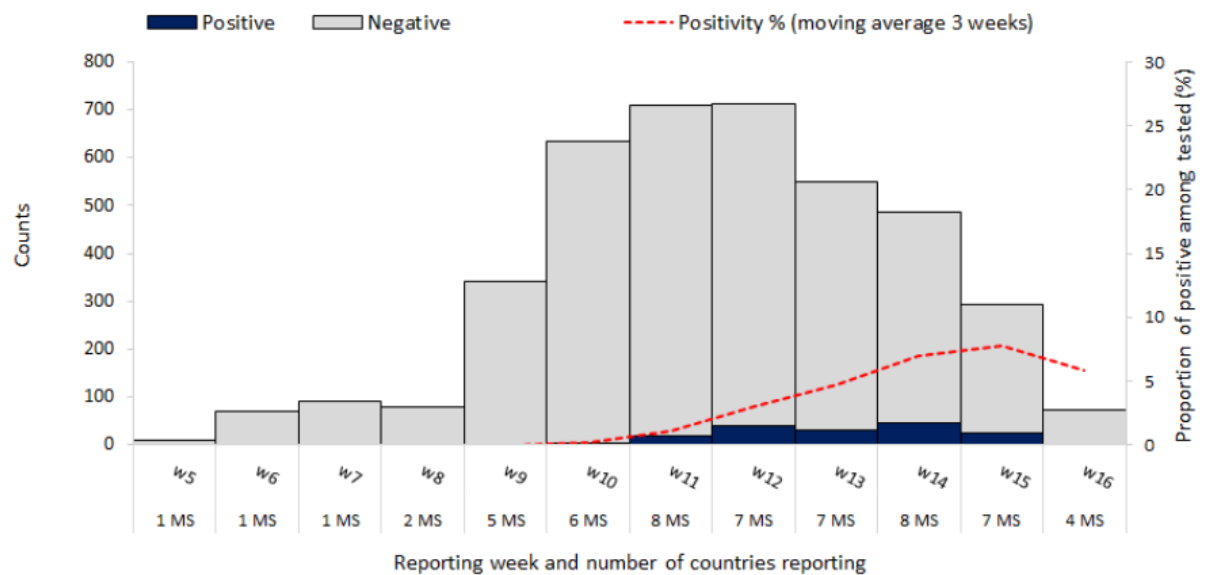 Positive Negative Positivity % (moving average 3 weeks)
800 30
700 25
600 20
500 15
400 10
300 5
200 0
100
0
Counts
Proportion of positive among tested (%)
w5 w6 w7 w8 w9 w10 w11 w12 w13 w14 w15 w16
1 MS 1 MS 1 MS 2 MS 5 MS 6 MS 8 MS 7 MS 7 MS 8 MS 7 MS 4 MS
Reporting week and number of countries reporting